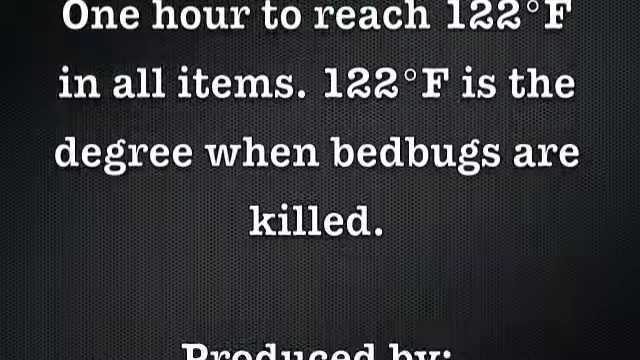 One hour to reach 122°F
in all items. 122°F is the
degree when bedbugs are
killed.
Produced by: